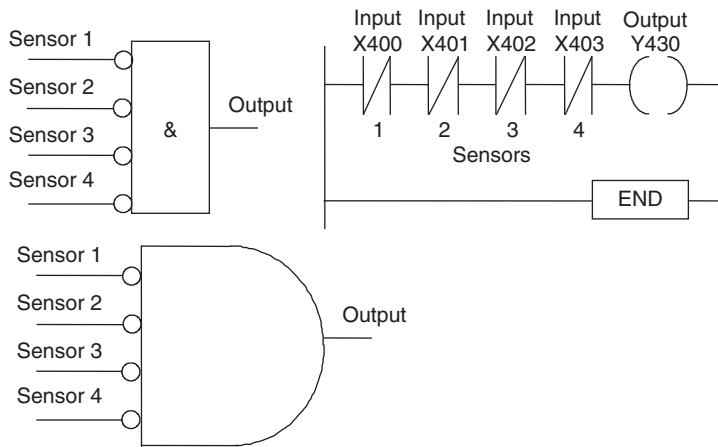 Sensor 1
Sensor 2
Sensor 3
Sensor 4
&
Output
Input Input Input Input Output
X400 X401 X402 X403 Y430
1 2 3 4
Sensors
END
Sensor 1
Sensor 2
Sensor 3
Sensor 4
Output